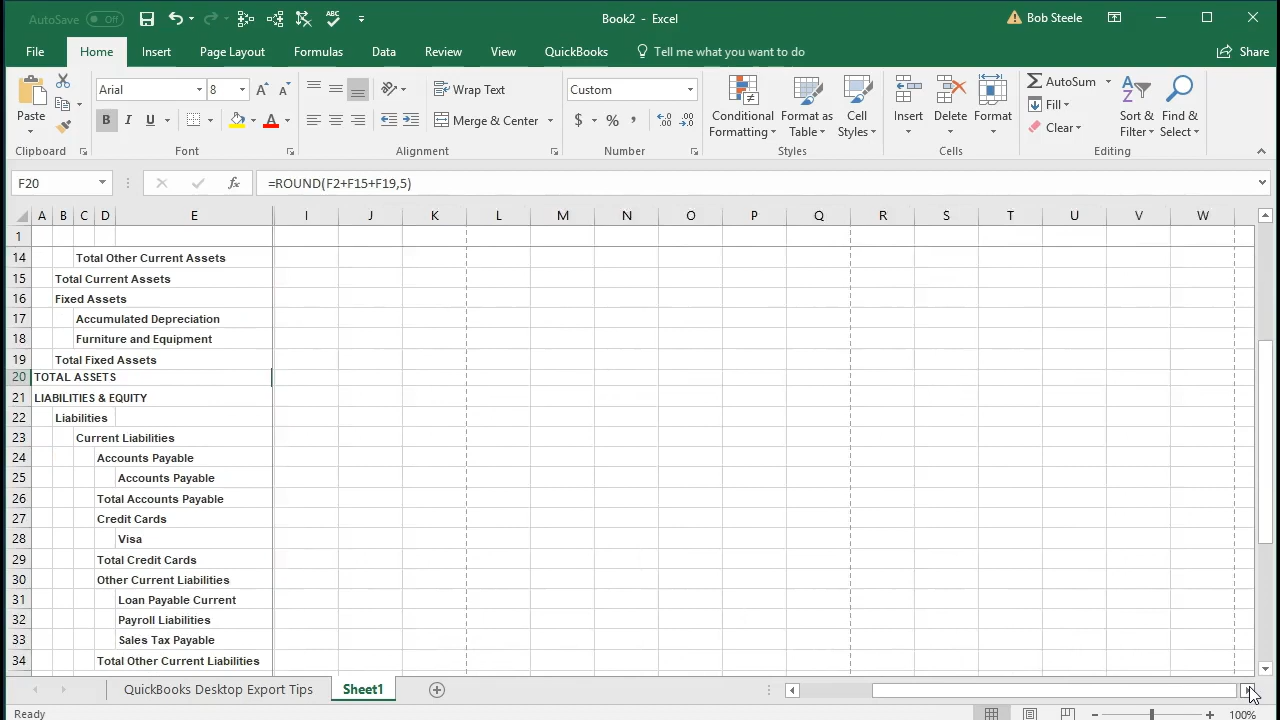 AutoSave Off
Book2 - Excel
Bob Steele
File Home Insert Page Layout Formulas Data Review View QuickBooks Tell me what you want to do Share
Paste
Clipboard
Arial 8
B I U A
Font
Wrap Text
Merge & Center
Alignment
Custom
$ % ,
Number
Conditional Formatting
Format as Table
Cell Styles
Styles
Insert Delete Format
Cells
AutoSum
Fill
Clear
Sort & Filter
Find & Select
Editing
F20 fx =ROUND(F2+F15+F19,5)
A B C D E I J K L M N O P Q R S T U V W
1
14 Total Other Current Assets
15 Total Current Assets
16 Fixed Assets
17 Accumulated Depreciation
18 Furniture and Equipment
19 Total Fixed Assets
20 TOTAL ASSETS
21 LIABILITIES & EQUITY
22 Liabilities
23 Current Liabilities
24 Accounts Payable
25 Accounts Payable
26 Total Accounts Payable
27 Credit Cards
28 Visa
29 Total Credit Cards
30 Other Current Liabilities
31 Loan Payable Current
32 Payroll Liabilities
33 Sales Tax Payable
34 Total Other Current Liabilities
QuickBooks Desktop Export Tips Sheet1
Ready 100%